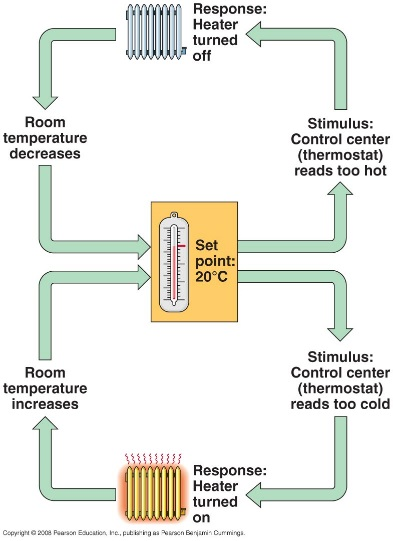 Response:
Heater
turned
off
Room
temperature
decreases
Stimulus:
Control center
(thermostat)
reads too hot
Set
point:
20°C
Room
temperature
increases
Stimulus:
Control center
(thermostat)
reads too cold
Response:
Heater
turned
on
Copyright © 2008 Pearson Education, Inc., publishing as Pearson Benjamin Cummings.